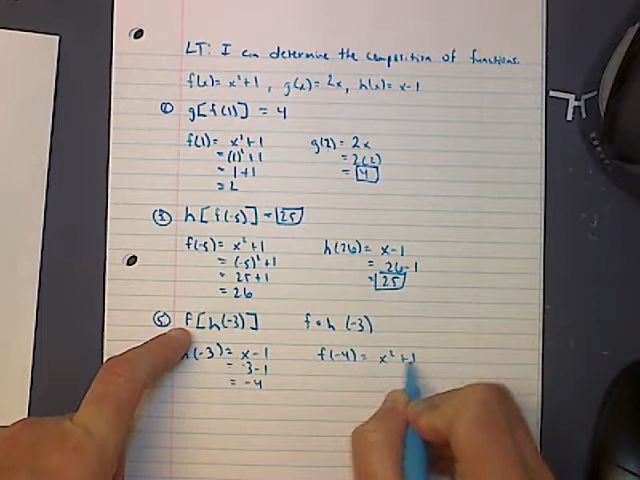 LT: I can determine the composition of functions.
f(x) = x²+1 , g(x) = 2x , h(x) = x-1
① g[f(1)] = 4
f(1) = x²+1
= (1)²+1
= 1+1
= 2
g(2) = 2x
= 2(2)
= 4
h[f(-5)] = 25
f(-5) = x²+1
= (-5)²+1
= 25+1
= 26
h(26) = x-1
= 26-1
= 25
⑤ f[h(-3)] f∘h (-3)
(-3) = x-1
= -3-1
= -4
f(-4) = x²+1